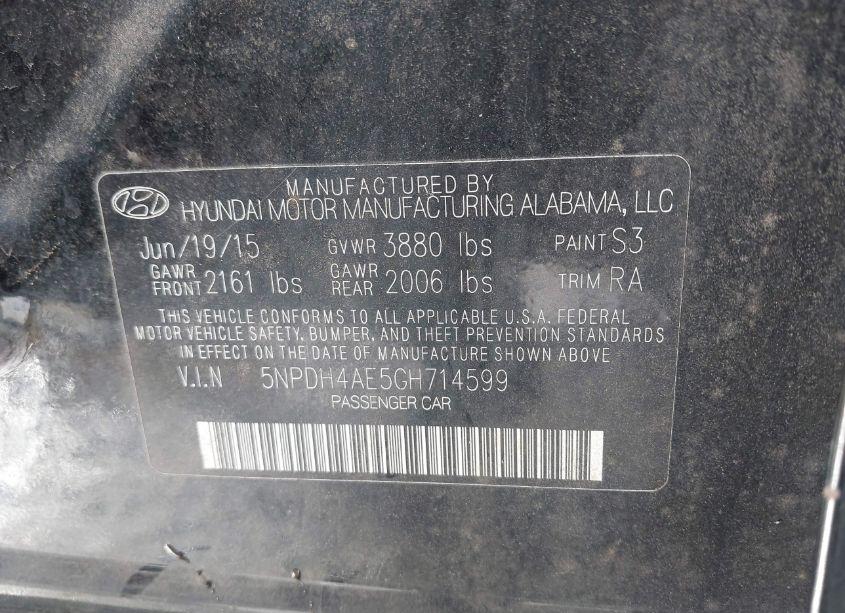 MANUFACTURED BY
HYUNDAI MOTOR MANUFACTURING ALABAMA, LLC
Jun/19/15 GVWR 3880 lbs PAINT S3
GAWR FRONT 2161 lbs GAWR REAR 2006 lbs TRIM RA
THIS VEHICLE CONFORMS TO ALL APPLICABLE U.S.A. FEDERAL
MOTOR VEHICLE SAFETY, BUMPER, AND THEFT PREVENTION STANDARDS
IN EFFECT ON THE DATE OF MANUFACTURE SHOWN ABOVE
V.I.N 5NPDH4AE5GH714599
PASSENGER CAR